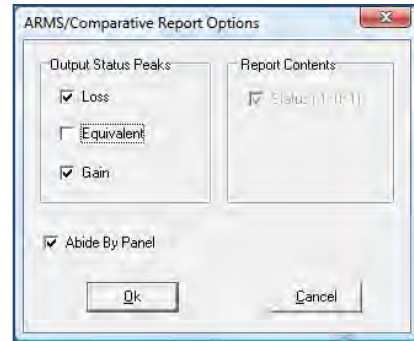 ARMS/Comparative Report Options
Output Status Peaks
Loss
Equivalent
Gain
Report Contents
Status (-1:0:1)
Abide By Panel
Ok
Cancel